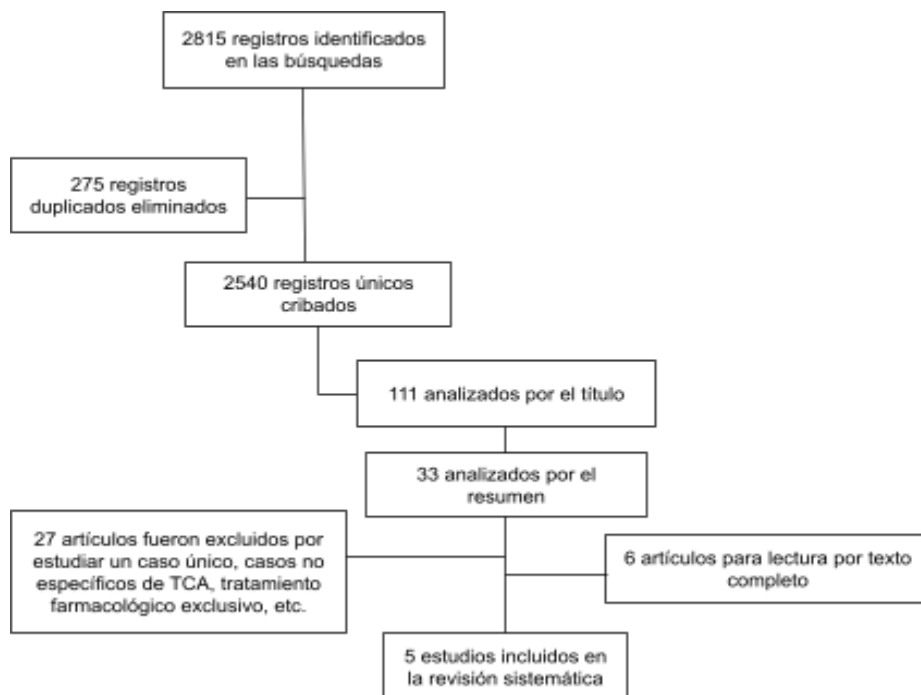 2815 registros identificados
en las búsquedas
275 registros
duplicados eliminados
2540 registros únicos
cribados
111 analizados por el título
33 analizados por el
resumen
27 artículos fueron excluidos por
estudiar un caso único, casos no
específicos de TCA, tratamiento
farmacológico exclusivo, etc.
6 artículos para lectura por texto
completo
5 estudios incluidos en
la revisión sistemática